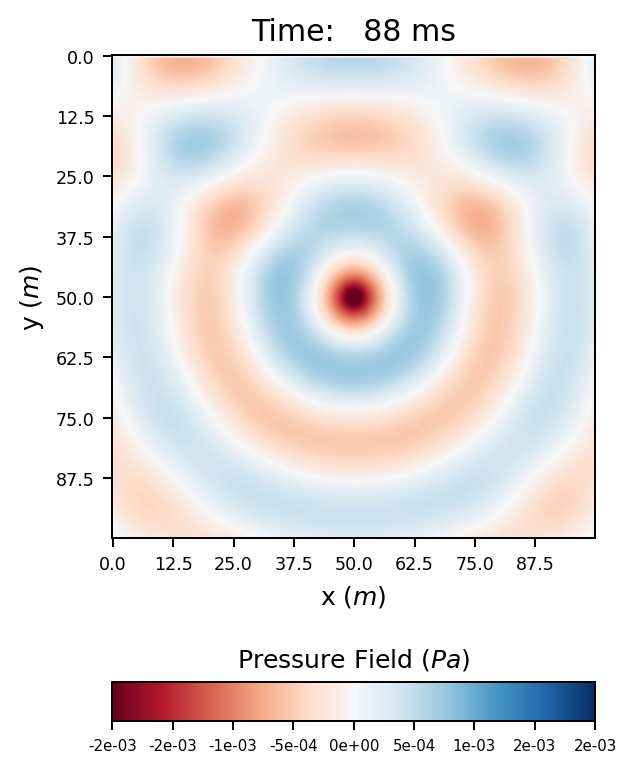 Time:   88 ms
0.0
12.5
25.0
37.5
50.0
62.5
75.0
87.5
y (m)
0.0 12.5 25.0 37.5 50.0 62.5 75.0 87.5
x (m)
Pressure Field (Pa)
-2e-03 -2e-03 -1e-03 -5e-04 0e+00 5e-04 1e-03 2e-03 2e-03